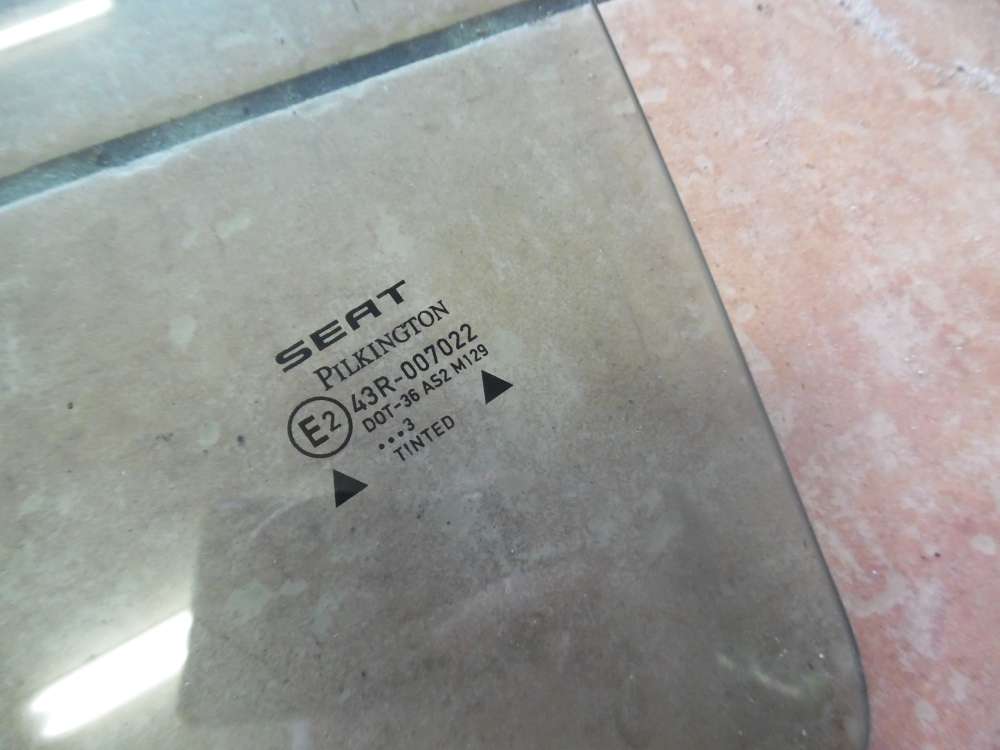 SEAT
PILKINGTON
E2 43R-007022
DOT-36 AS2 M129
...3
TINTED